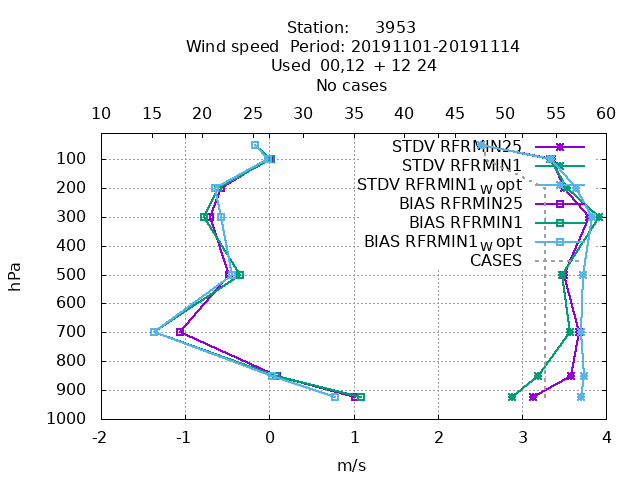 Station: 3953
Wind speed Period: 20191101-20191114
Used 00,12 + 12 24
No cases
10 15 20 25 30 35 40 45 50 55 60
STDV RFRMIN25
STDV RFRMIN1
STDV RFRMIN1w opt
BIAS RFRMIN25
BIAS RFRMIN1
BIAS RFRMIN1w opt
CASES
hPa
100
200
300
400
500
600
700
800
900
1000
-2 -1 0 1 2 3 4
m/s